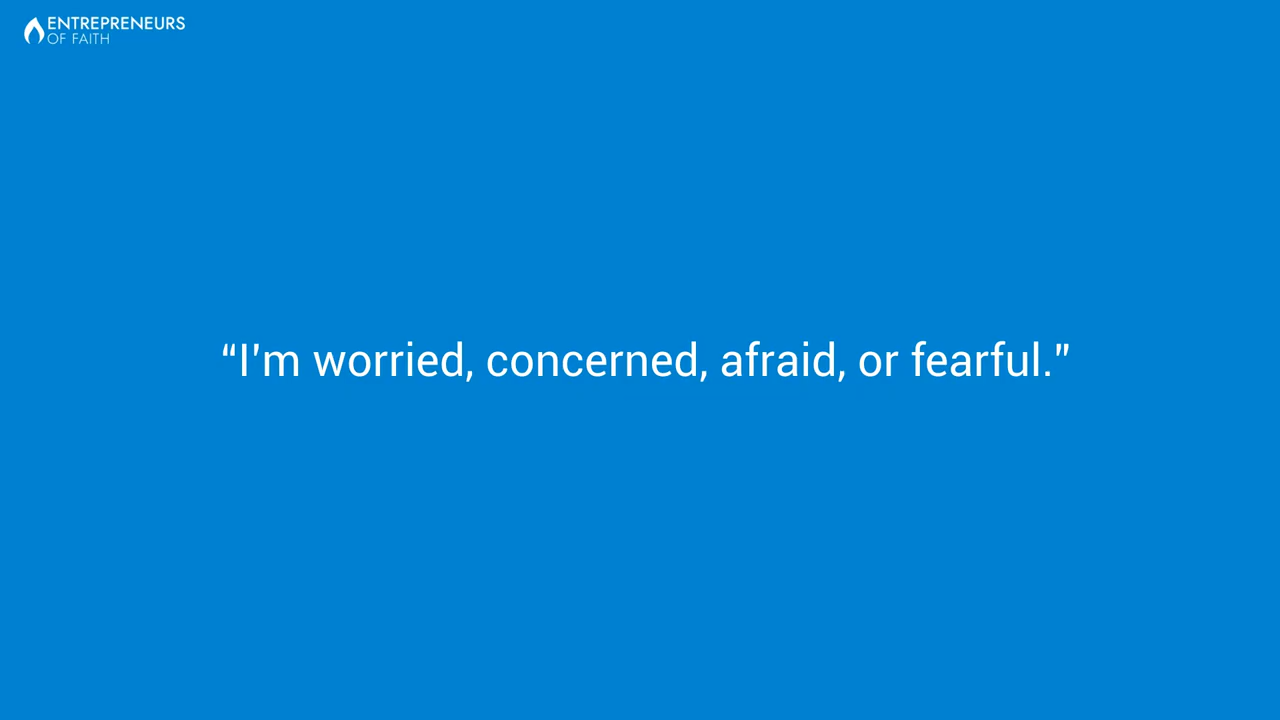 ENTREPRENEURS
OF FAITH
“I’m worried, concerned, afraid, or fearful.”